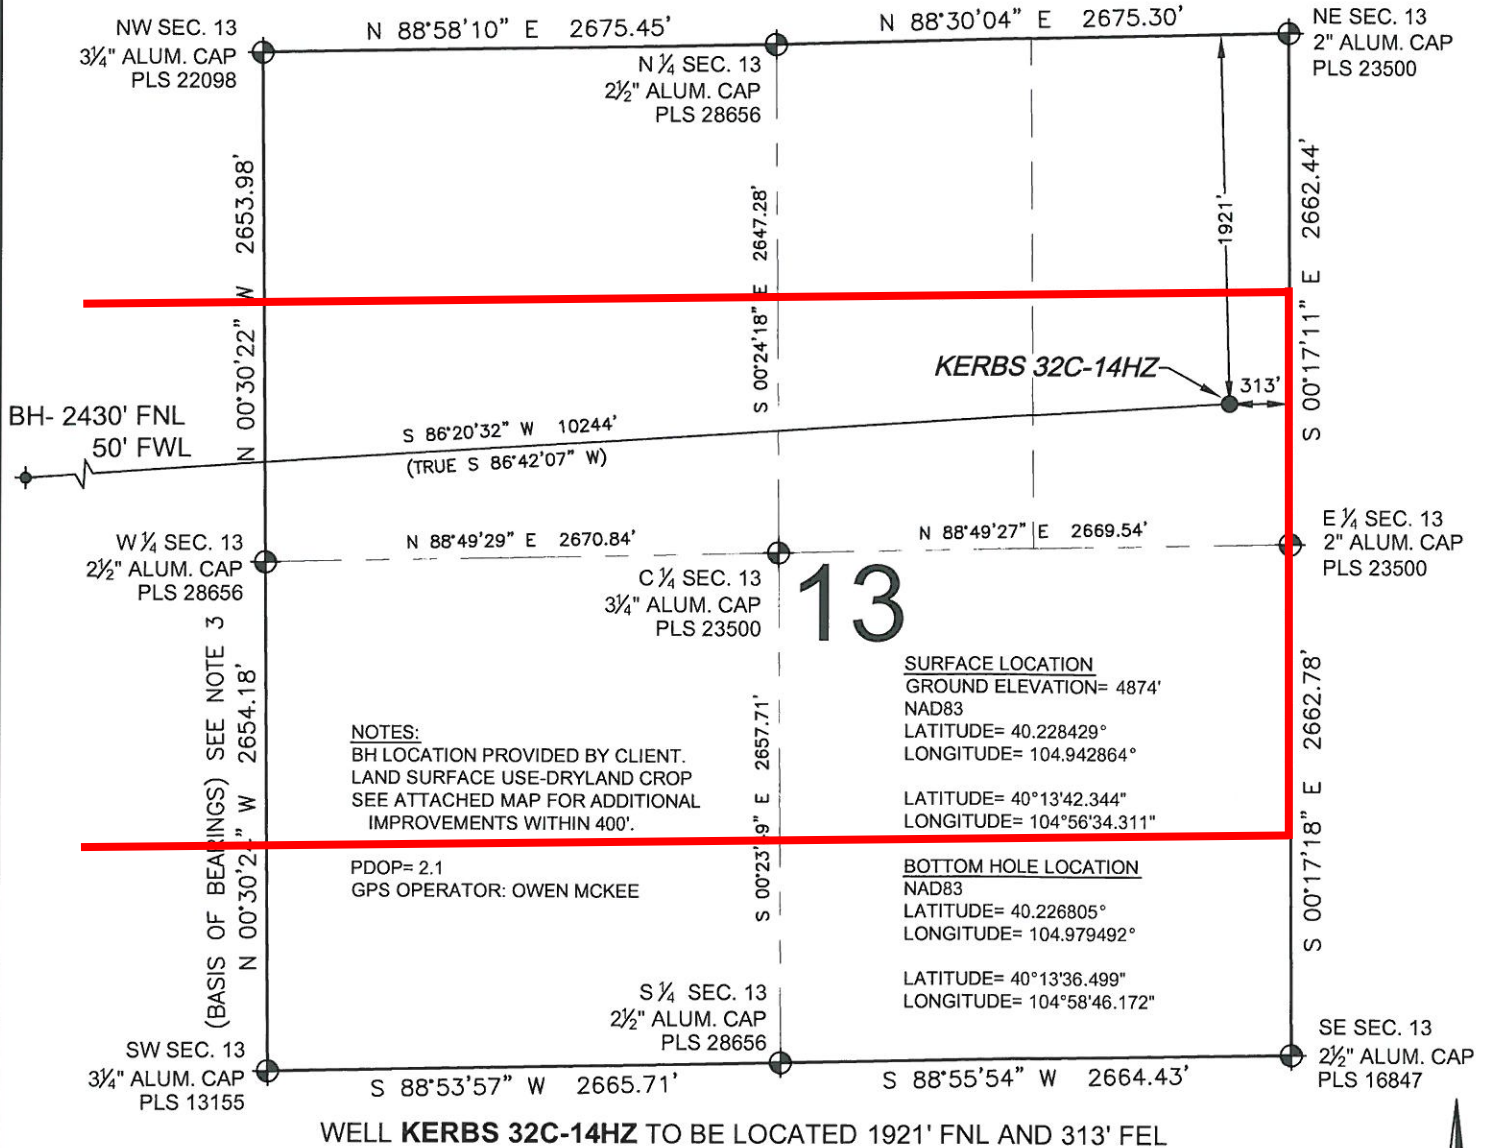 NW SEC. 13
3¼" ALUM. CAP
PLS 22098
N 88°58'10" E 2675.45'
N ¼ SEC. 13
2½" ALUM. CAP
PLS 28656
N 88°30'04" E 2675.30'
NE SEC. 13
2" ALUM. CAP
PLS 23500
N 00°30'22" W 2653.98'
S 00°24'18" E 2647.28'
1921'
S 00°17'11" E 2662.44'
KERBS 32C-14HZ
313'
BH- 2430' FNL
50' FWL
S 86°20'32" W 10244'
(TRUE S 86°42'07" W)
W ¼ SEC. 13
2½" ALUM. CAP
PLS 28656
N 88°49'29" E 2670.84'
C ¼ SEC. 13
3¼" ALUM. CAP
PLS 23500
N 88°49'27" E 2669.54'
E ¼ SEC. 13
2" ALUM. CAP
PLS 23500
13
(BASIS OF BEARINGS) SEE NOTE 3
N 00°30'24" W 2654.18'
NOTES:
BH LOCATION PROVIDED BY CLIENT.
LAND SURFACE USE-DRYLAND CROP
SEE ATTACHED MAP FOR ADDITIONAL
IMPROVEMENTS WITHIN 400'.
PDOP= 2.1
GPS OPERATOR: OWEN MCKEE
E 2657.71'
SURFACE LOCATION
GROUND ELEVATION= 4874'
NAD83
LATITUDE= 40.228429°
LONGITUDE= 104.942864°
LATITUDE= 40°13'42.344"
LONGITUDE= 104°56'34.311"
BOTTOM HOLE LOCATION
NAD83
LATITUDE= 40.226805°
LONGITUDE= 104.979492°
LATITUDE= 40°13'36.499"
LONGITUDE= 104°58'46.172"
S 00°17'18" E 2662.78'
SW SEC. 13
3¼" ALUM. CAP
PLS 13155
S 88°53'57" W 2665.71'
S ¼ SEC. 13
2½" ALUM. CAP
PLS 28656
S 88°55'54" W 2664.43'
SE SEC. 13
2½" ALUM. CAP
PLS 16847
WELL KERBS 32C-14HZ TO BE LOCATED 1921' FNL AND 313' FEL